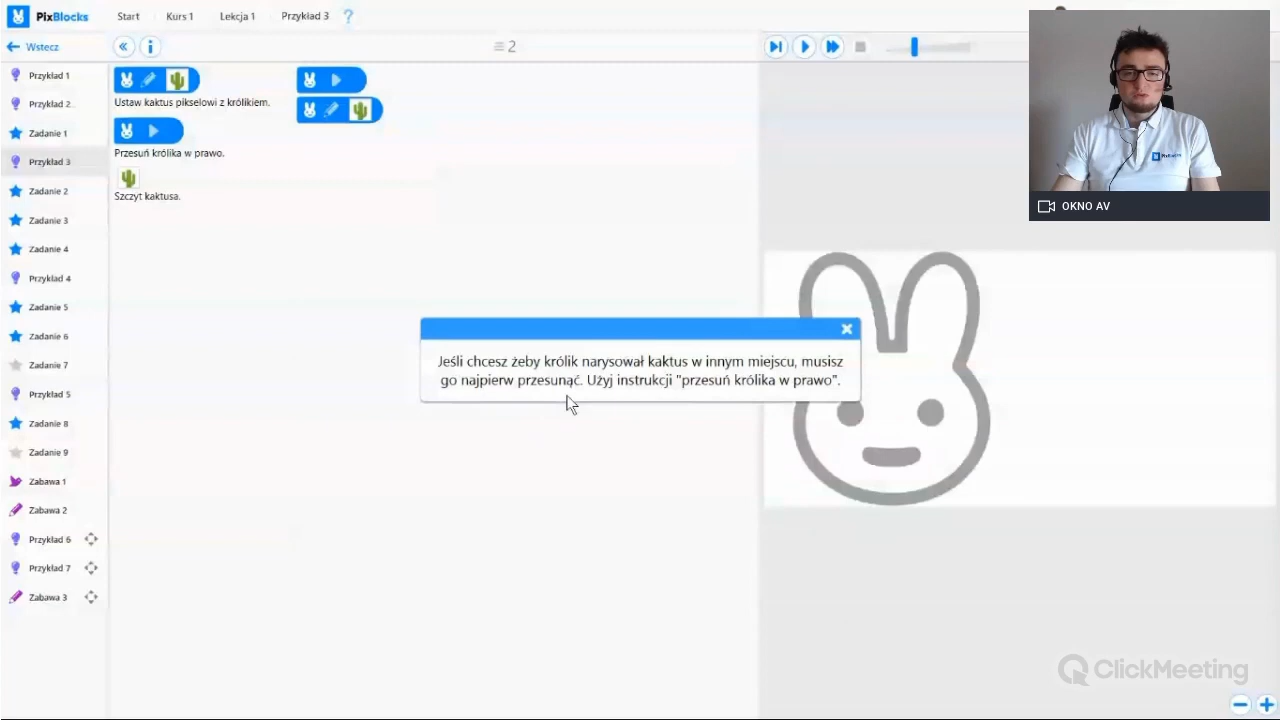 PixBlocks
Start
Kurs 1
Lekcja 1
Przykład 3
?
Wstecz
2
Przykład 1
Przykład 2
Zadanie 1
Przykład 3
Zadanie 2
Zadanie 3
Zadanie 4
Przykład 4
Zadanie 5
Zadanie 6
Zadanie 7
Przykład 5
Zadanie 8
Zadanie 9
Zabawa 1
Zabawa 2
Przykład 6
Przykład 7
Zabawa 3
Ustaw kaktus pikselowi z królikiem.
Przesuń królika w prawo.
Szczyt kaktusa.
Jeśli chcesz żeby królik narysował kaktus w innym miejscu, musisz
go najpierw przesunąć. Użyj instrukcji "przesuń królika w prawo".
PixBlocks
OKNO AV
ClickMeeting